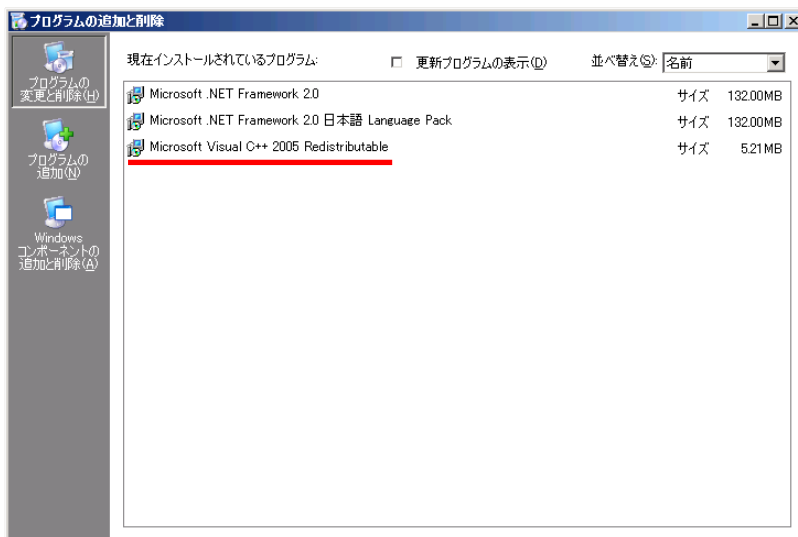 プログラムの追加と削除
プログラムの
変更と削除(H)
プログラムの
追加(N)
Windows
コンポーネントの
追加と削除(A)
現在インストールされているプログラム:
更新プログラムの表示(D)
並べ替え(S): 名前
Microsoft .NET Framework 2.0 サイズ 132.00MB
Microsoft .NET Framework 2.0 日本語 Language Pack サイズ 132.00MB
Microsoft Visual C++ 2005 Redistributable サイズ 5.21MB